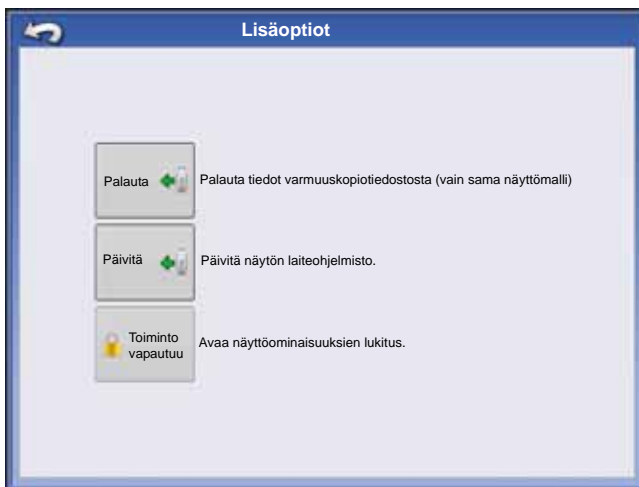 Lisäoptiot
Palauta
Palauta tiedot varmuuskopiotiedostosta (vain sama näyttömalli)
Päivitä
Päivitä näytön laiteohjelmisto.
Toiminto
vapautuu
Avaa näyttöominaisuuksien lukitus.